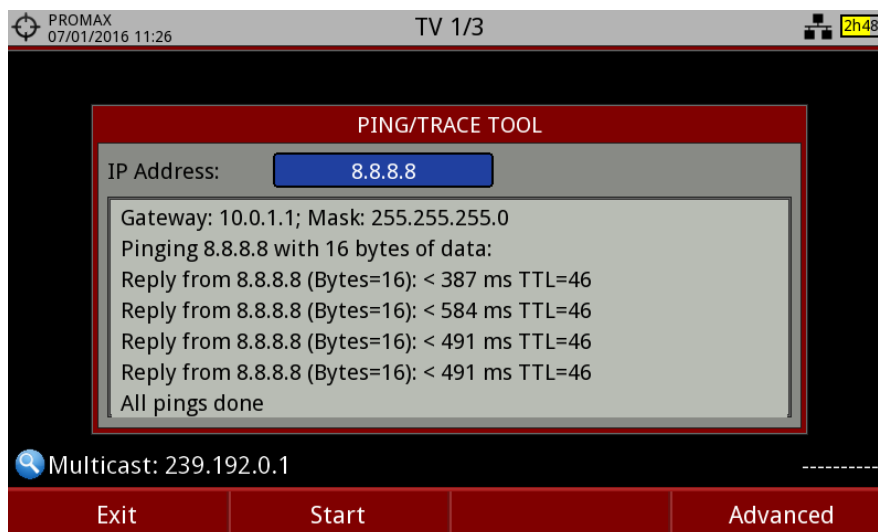 PROMAX
07/01/2016 11:26
TV 1/3
2h48
PING/TRACE TOOL
IP Address: 8.8.8.8
Gateway: 10.0.1.1; Mask: 255.255.255.0
Pinging 8.8.8.8 with 16 bytes of data:
Reply from 8.8.8.8 (Bytes=16): < 387 ms TTL=46
Reply from 8.8.8.8 (Bytes=16): < 584 ms TTL=46
Reply from 8.8.8.8 (Bytes=16): < 491 ms TTL=46
Reply from 8.8.8.8 (Bytes=16): < 491 ms TTL=46
All pings done
Multicast: 239.192.0.1 ----------
Exit Start Advanced